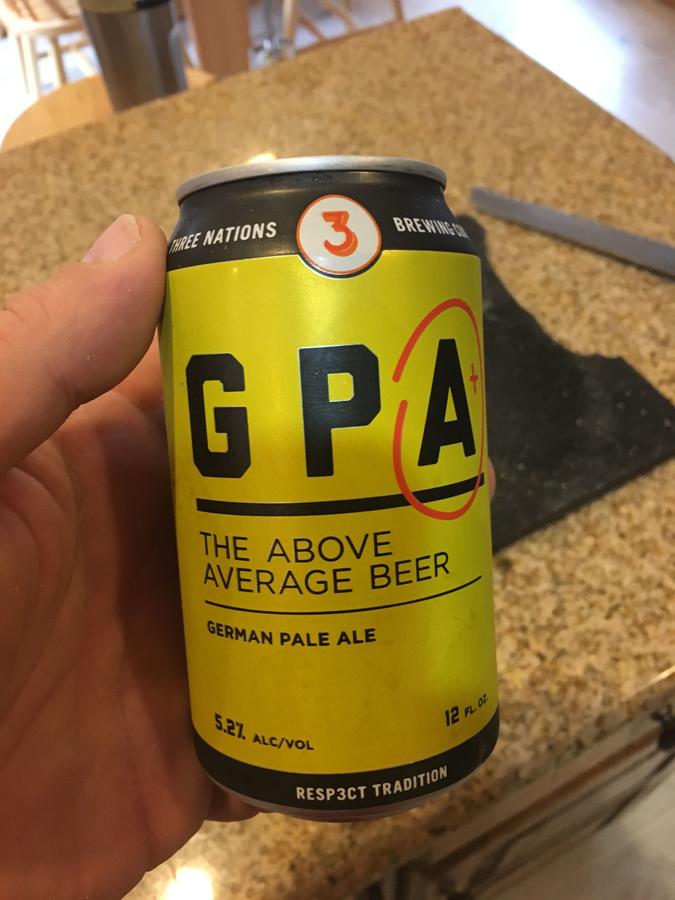 THREE NATIONS 3 BREWING CO
G P A+
THE ABOVE
AVERAGE BEER
GERMAN PALE ALE
5.2% ALC/VOL
12 FL. OZ.
RESP3CT TRADITION